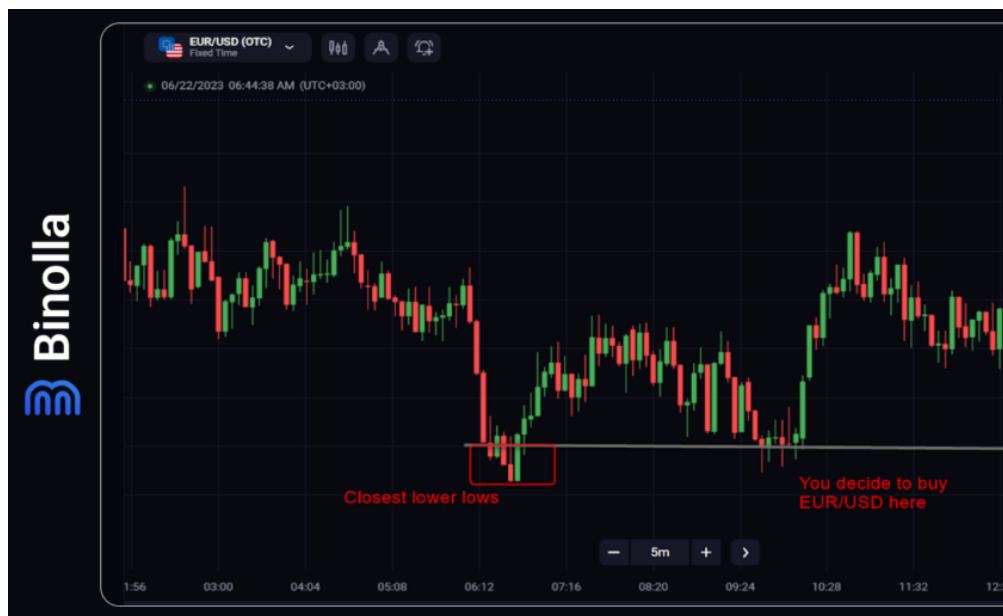 EUR/USD (OTC)
Fixed Time
06/22/2023 06:44:38 AM (UTC+03:00)
Binolla
Closest lower lows
You decide to buy
EUR/USD here
5m
1:56 03:00 04:04 05:08 06:12 07:16 08:20 09:24 10:28 11:32 12: